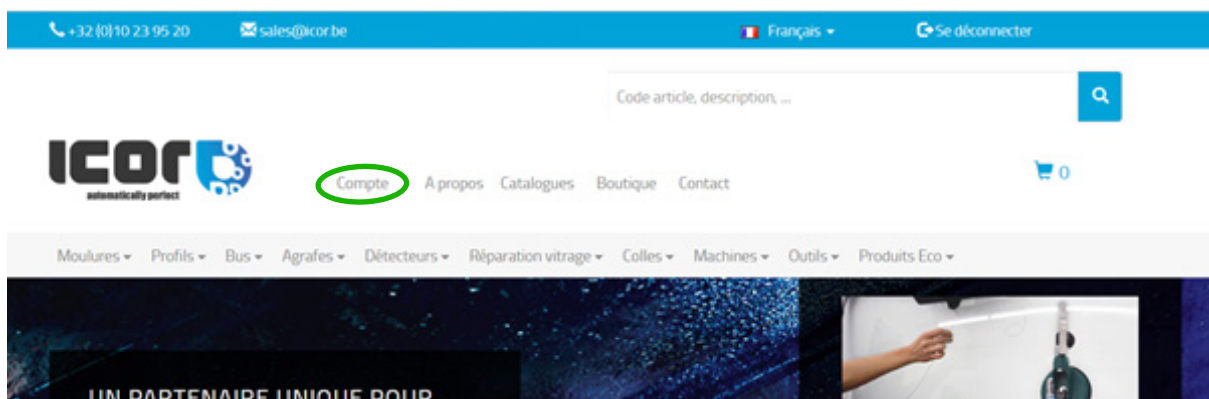 +32 (0)10 23 95 20 sales@icor.be Français Se déconnecter
Code article, description, ...
ICOR
automatically perfect
Compte A propos Catalogues Boutique Contact
0
Moulures Profils Bus Agrafes Détecteurs Réparation vitrage Colles Machines Outils Produits Eco
UN PARTENAIRE UNIQUE POUR